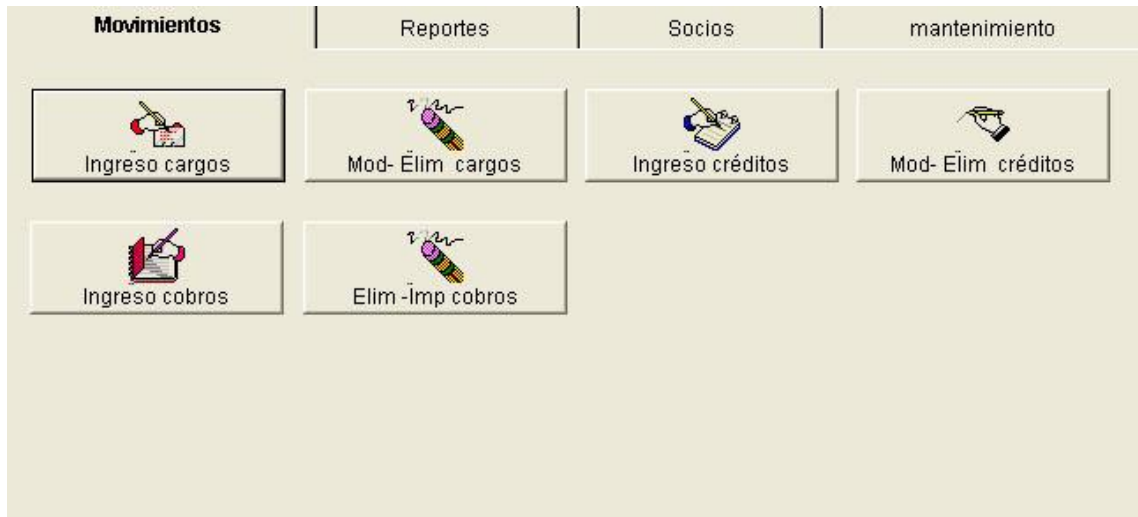 Movimientos Reportes Socios mantenimiento
Ingreso cargos Mod- Elim cargos Ingreso créditos Mod- Elim créditos
Ingreso cobros Elim -Imp cobros